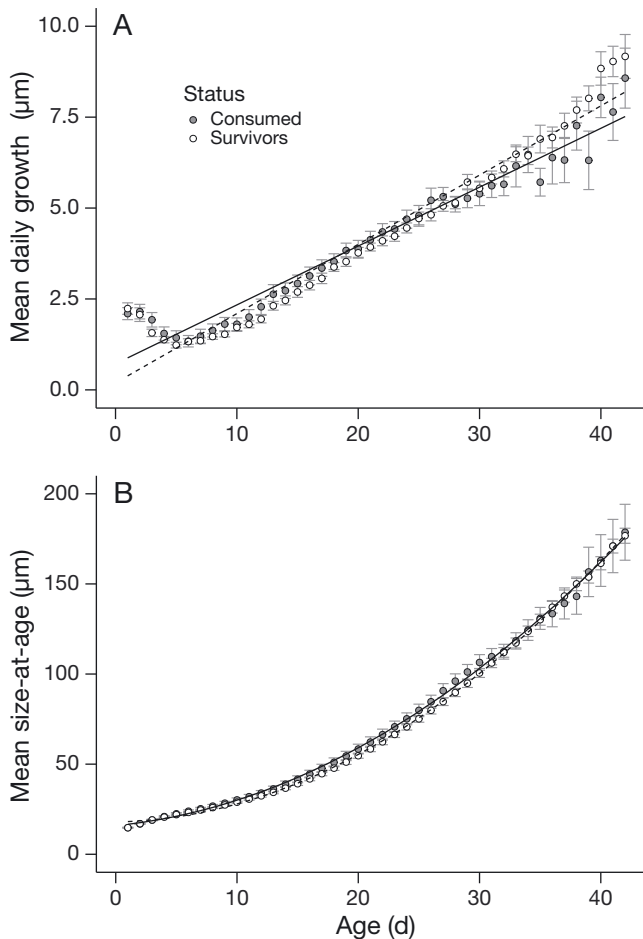 A
10.0
7.5
5.0
2.5
0.0
Mean daily growth (µm)
Status
Consumed
Survivors
0 10 20 30 40
B
200
150
100
50
0
Mean size-at-age (µm)
0 10 20 30 40
Age (d)